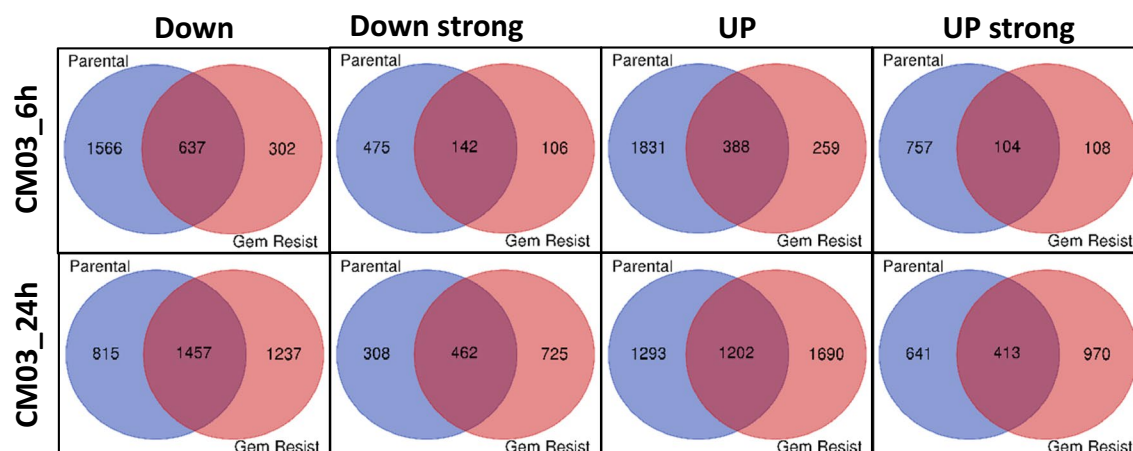 Down Down strong UP UP strong
CM03_6h
Parental Parental Parental Parental
1566 637 302 475 142 106 1831 388 259 757 104 108
Gem Resist Gem Resist Gem Resist Gem Resist
CM03_24h
Parental Parental Parental Parental
815 1457 1237 308 462 725 1293 1202 1690 641 413 970
Gem Resist Gem Resist Gem Resist Gem Resist